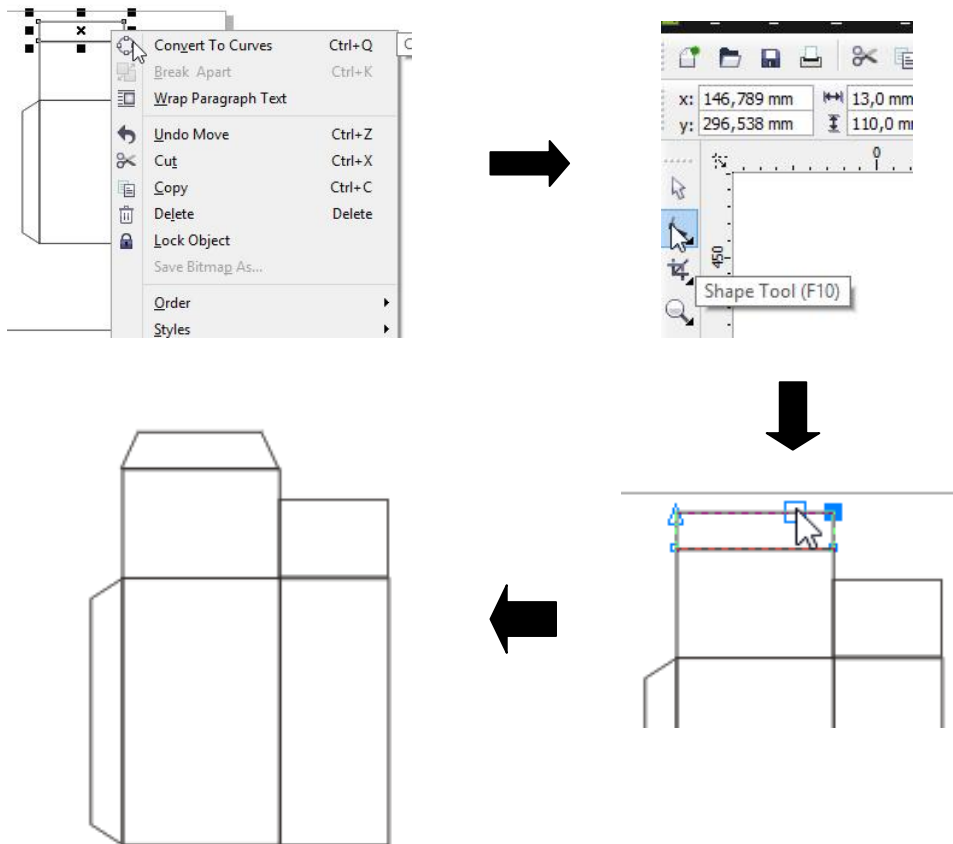 Convert To Curves Ctrl+Q
Break Apart Ctrl+K
Wrap Paragraph Text
Undo Move Ctrl+Z
Cut Ctrl+X
Copy Ctrl+C
Delete Delete
Lock Object
Save Bitmap As...
Order
Styles
x: 146,789 mm 13,0 mm
y: 296,538 mm 110,0 m
0
450
Shape Tool (F10)